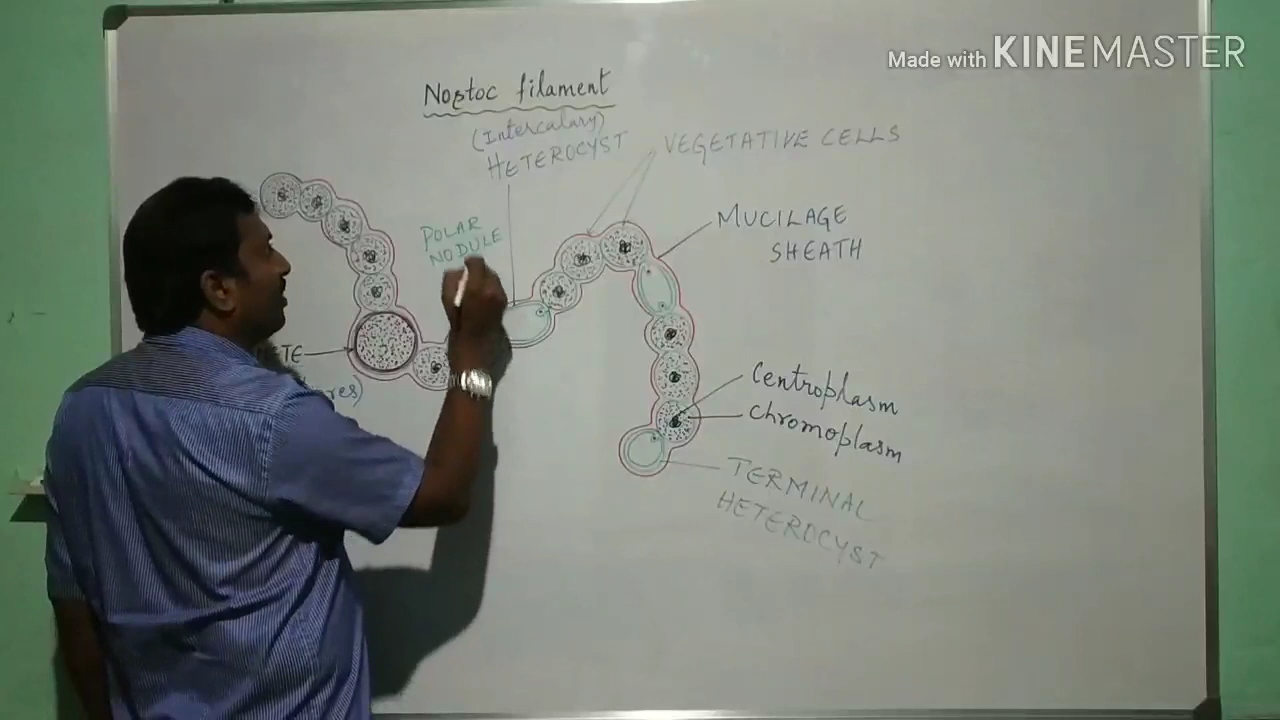 Made with KINEMASTER
Nostoc filament
(Intercalary)
HETEROCYST
VEGETATIVE CELLS
POLAR
NODULE
MUCILAGE
SHEATH
Centroplasm
Chromoplasm
TERMINAL
HETEROCYST